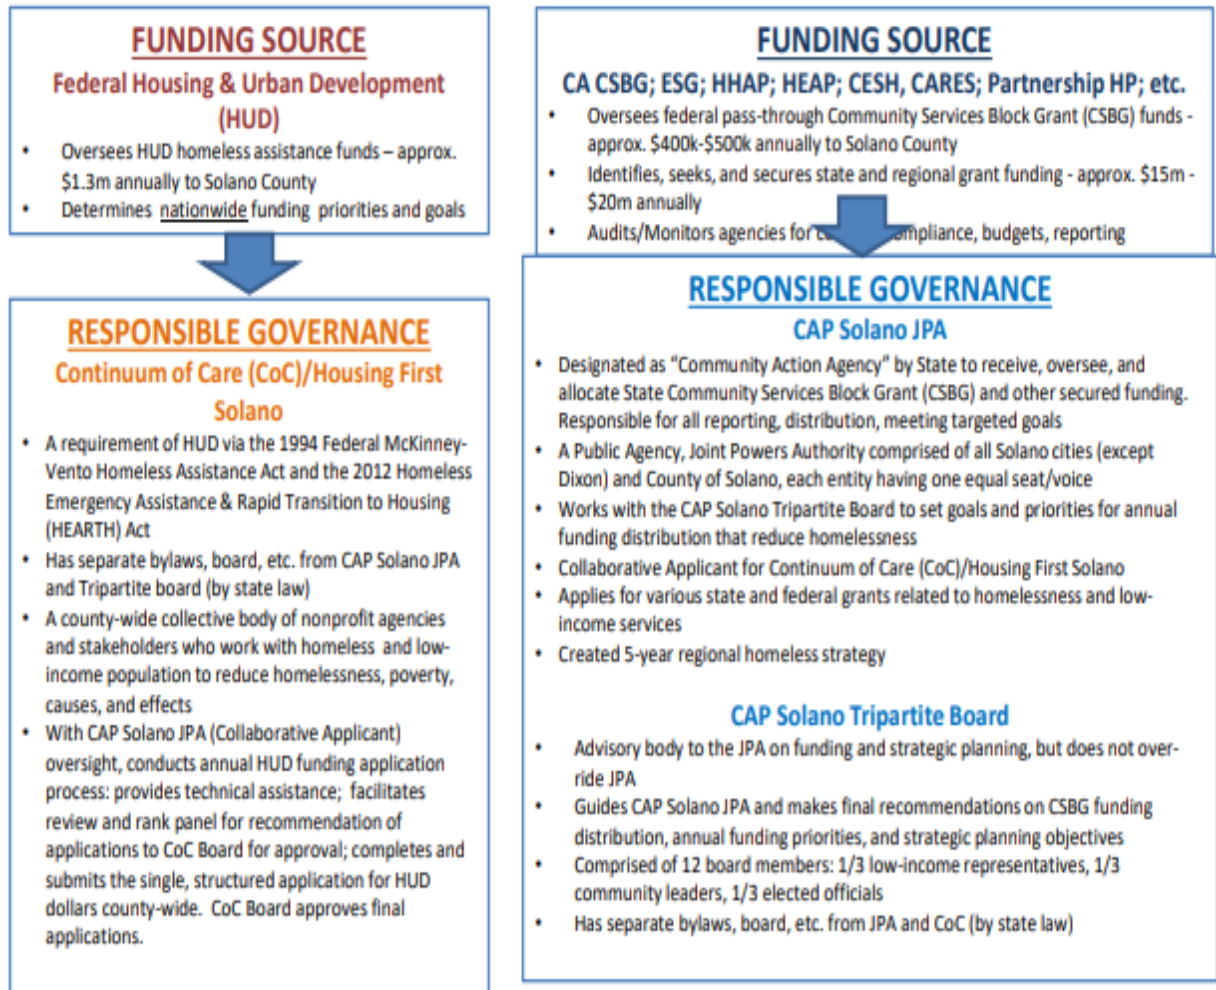 FUNDING SOURCE
Federal Housing & Urban Development
(HUD)
• Oversees HUD homeless assistance funds – approx.
$1.3m annually to Solano County
• Determines nationwide funding priorities and goals
RESPONSIBLE GOVERNANCE
Continuum of Care (CoC)/Housing First
Solano
• A requirement of HUD via the 1994 Federal McKinney-
Vento Homeless Assistance Act and the 2012 Homeless
Emergency Assistance & Rapid Transition to Housing
(HEARTH) Act
• Has separate bylaws, board, etc. from CAP Solano JPA
and Tripartite board (by state law)
• A county-wide collective body of nonprofit agencies
and stakeholders who work with homeless and low-
income population to reduce homelessness, poverty,
causes, and effects
• With CAP Solano JPA (Collaborative Applicant)
oversight, conducts annual HUD funding application
process: provides technical assistance; facilitates
review and rank panel for recommendation of
applications to CoC Board for approval; completes and
submits the single, structured application for HUD
dollars county-wide. CoC Board approves final
applications.
FUNDING SOURCE
CA CSBG; ESG; HHAP; HEAP; CESH, CARES; Partnership HP; etc.
• Oversees federal pass-through Community Services Block Grant (CSBG) funds -
approx. $400k-$500k annually to Solano County
• Identifies, seeks, and secures state and regional grant funding - approx. $15m -
$20m annually
• Audits/Monitors agencies for budgets, reporting
RESPONSIBLE GOVERNANCE
CAP Solano JPA
• Designated as “Community Action Agency” by State to receive, oversee, and
allocate State Community Services Block Grant (CSBG) and other secured funding.
Responsible for all reporting, distribution, meeting targeted goals
• A Public Agency, Joint Powers Authority comprised of all Solano cities (except
Dixon) and County of Solano, each entity having one equal seat/voice
• Works with the CAP Solano Tripartite Board to set goals and priorities for annual
funding distribution that reduce homelessness
• Collaborative Applicant for Continuum of Care (CoC)/Housing First Solano
• Applies for various state and federal grants related to homelessness and low-
income services
• Created 5-year regional homeless strategy
CAP Solano Tripartite Board
• Advisory body to the JPA on funding and strategic planning, but does not over-
ride JPA
• Guides CAP Solano JPA and makes final recommendations on CSBG funding
distribution, annual funding priorities, and strategic planning objectives
• Comprised of 12 board members: 1/3 low-income representatives, 1/3
community leaders, 1/3 elected officials
• Has separate bylaws, board, etc. from JPA and CoC (by state law)